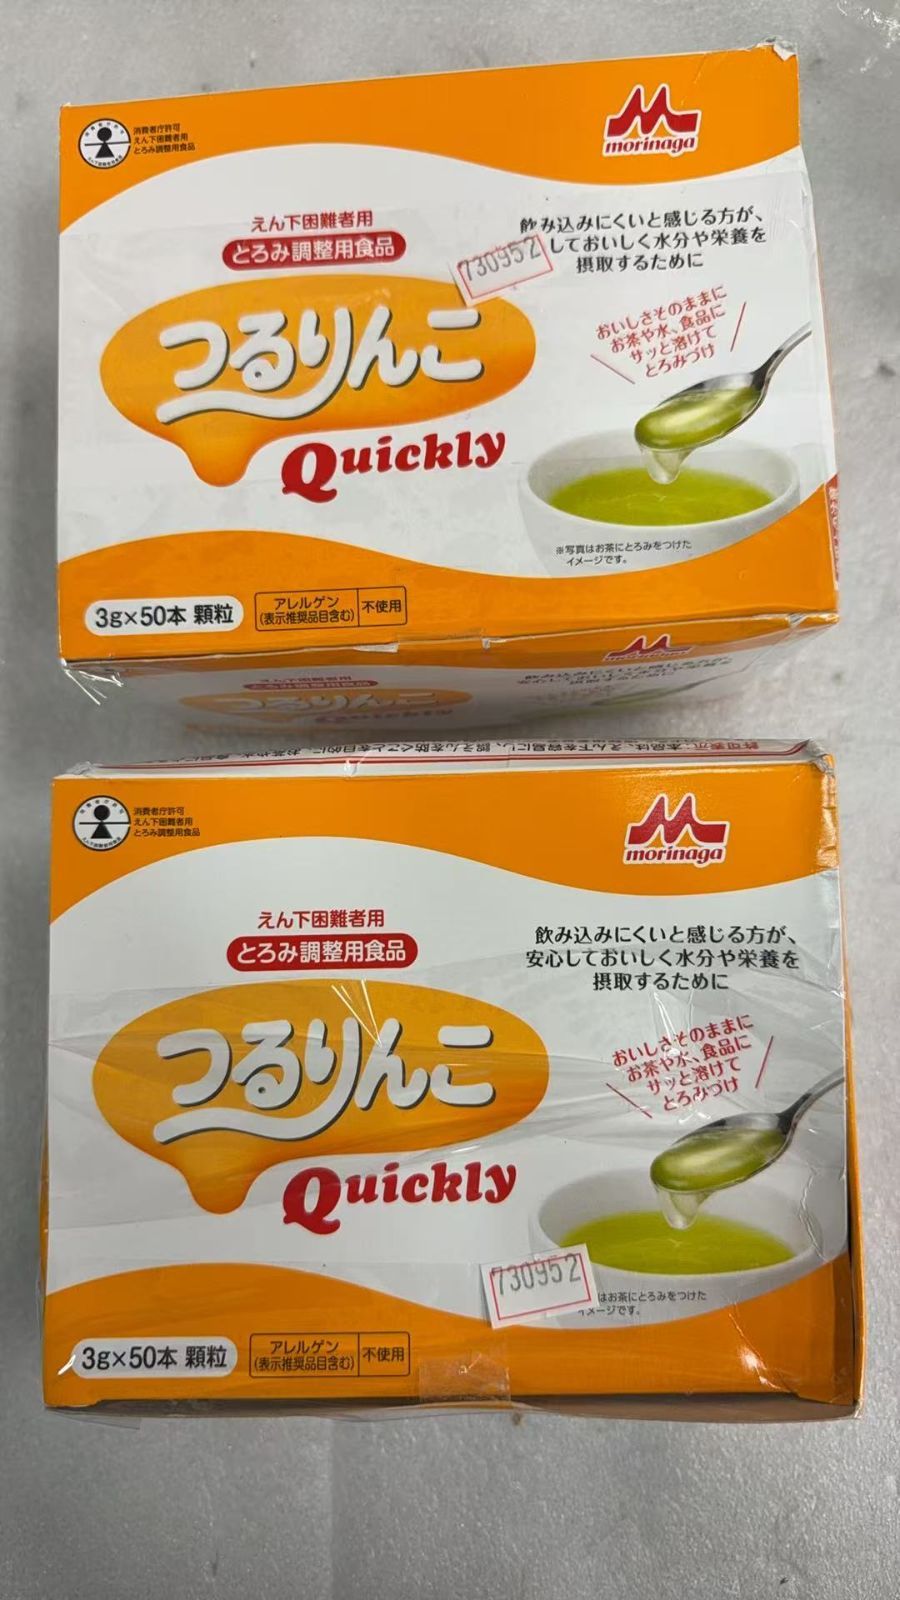 消費者庁許可
えん下困難者用
とろみ調整用食品
morinaga
えん下困難者用
とろみ調整用食品
飲み込みにくいと感じる方が、
しておいしく水分や栄養を
摂取するために
730952
つるりんこ
Quickly
おいしさそのままに
お茶や水、食品に
サッと溶けて
とろみづけ
※写真はお茶にとろみをつけた
イメージです。
3g×50本 顆粒
アレルゲン
(表示推奨品目含む)
不使用
消費者庁許可
えん下困難者用
とろみ調整用食品
morinaga
えん下困難者用
とろみ調整用食品
飲み込みにくいと感じる方が、
安心しておいしく水分や栄養を
摂取するために
つるりんこ
Quickly
おいしさそのままに
お茶や水、食品に
サッと溶けて
とろみづけ
730952
はお茶にとろみをつけた
イメージです。
3g×50本 顆粒
アレルゲン
(表示推奨品目含む)
不使用